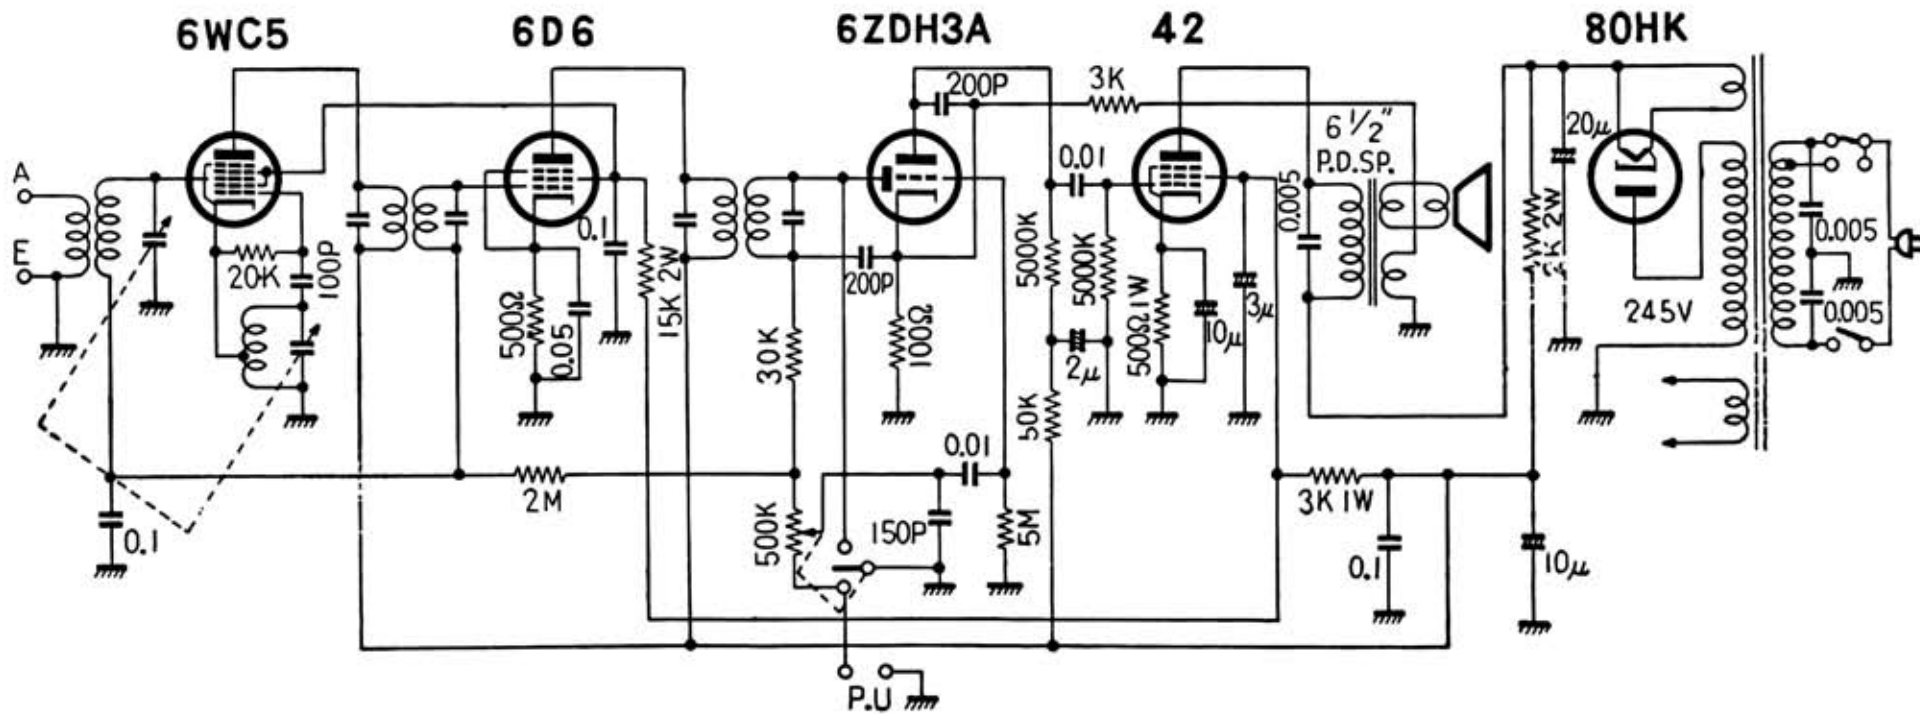 6WC5 6D6 6ZDH3A 42 80HK
200P 3K
6 1/2" P.D.SP.
20μ
A
E
0.01
0.005
0.1
20K
100P
15K 2W
200P
5000K
5000K
3μ
2W
0.005
0.005
245V
500Ω
0.05
30K
100Ω
2μ
500Ω 1W
10μ
50K
0.01
2M
3K 1W
0.1
500K
150P
5M
0.1
10μ
P.U